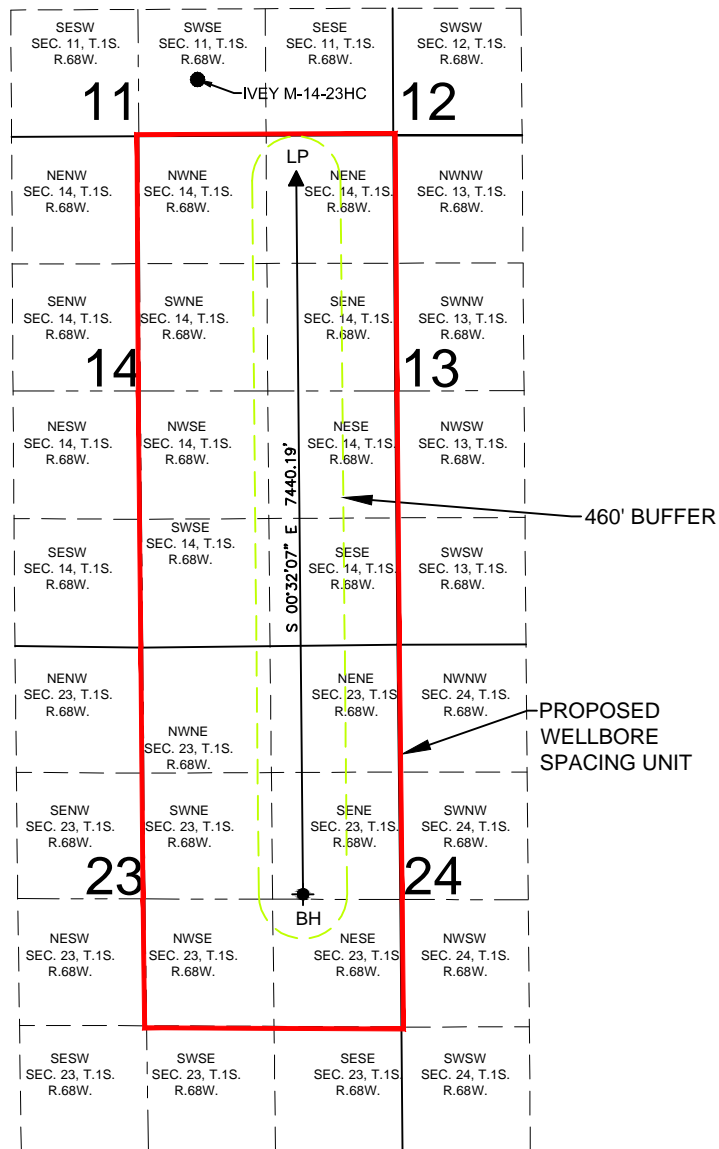 SESW
SEC. 11, T.1S.
R.68W.
SWSE
SEC. 11, T.1S.
R.68W.
SESE
SEC. 11, T.1S.
R.68W.
SWSW
SEC. 12, T.1S.
R.68W.
11
IVEY M-14-23HC
12
LP
NENW
SEC. 14, T.1S.
R.68W.
NWNE
SEC. 14, T.1S.
R.68W.
NENE
SEC. 14, T.1S.
R.68W.
NWNW
SEC. 13, T.1S.
R.68W.
SENW
SEC. 14, T.1S.
R.68W.
SWNE
SEC. 14, T.1S.
R.68W.
SENE
SEC. 14, T.1S.
R.68W.
SWNW
SEC. 13, T.1S.
R.68W.
14
13
NESW
SEC. 14, T.1S.
R.68W.
NWSE
SEC. 14, T.1S.
R.68W.
NESE
SEC. 14, T.1S.
R.68W.
NWSW
SEC. 13, T.1S.
R.68W.
S 00°32'07" E 7440.19'
460' BUFFER
SESW
SEC. 14, T.1S.
R.68W.
SWSE
SEC. 14, T.1S.
R.68W.
SESE
SEC. 14, T.1S.
R.68W.
SWSW
SEC. 13, T.1S.
R.68W.
NENW
SEC. 23, T.1S.
R.68W.
NWNE
SEC. 23, T.1S.
R.68W.
NENE
SEC. 23, T.1S.
R.68W.
NWNW
SEC. 24, T.1S.
R.68W.
PROPOSED
WELLBORE
SPACING UNIT
SENW
SEC. 23, T.1S.
R.68W.
SWNE
SEC. 23, T.1S.
R.68W.
SENE
SEC. 23, T.1S.
R.68W.
SWNW
SEC. 24, T.1S.
R.68W.
23
24
BH
NESW
SEC. 23, T.1S.
R.68W.
NWSE
SEC. 23, T.1S.
R.68W.
NESE
SEC. 23, T.1S
R.68W.
NWSW
SEC. 24, T.1S.
R.68W.
SESW
SEC. 23, T.1S.
R.68W.
SWSE
SEC. 23, T.1S.
R.68W.
SESE
SEC. 23, T.1S.
R.68W.
SWSW
SEC. 24, T.1S.
R.68W.